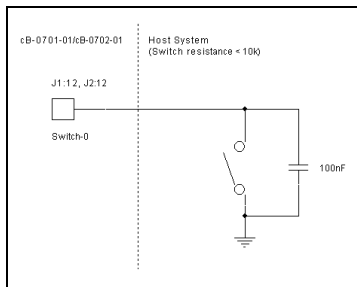 cB-0701-01/cB-0702-01
Host System
(Switch resistance < 10k)
J1:12, J2:12
Switch-0
100nF